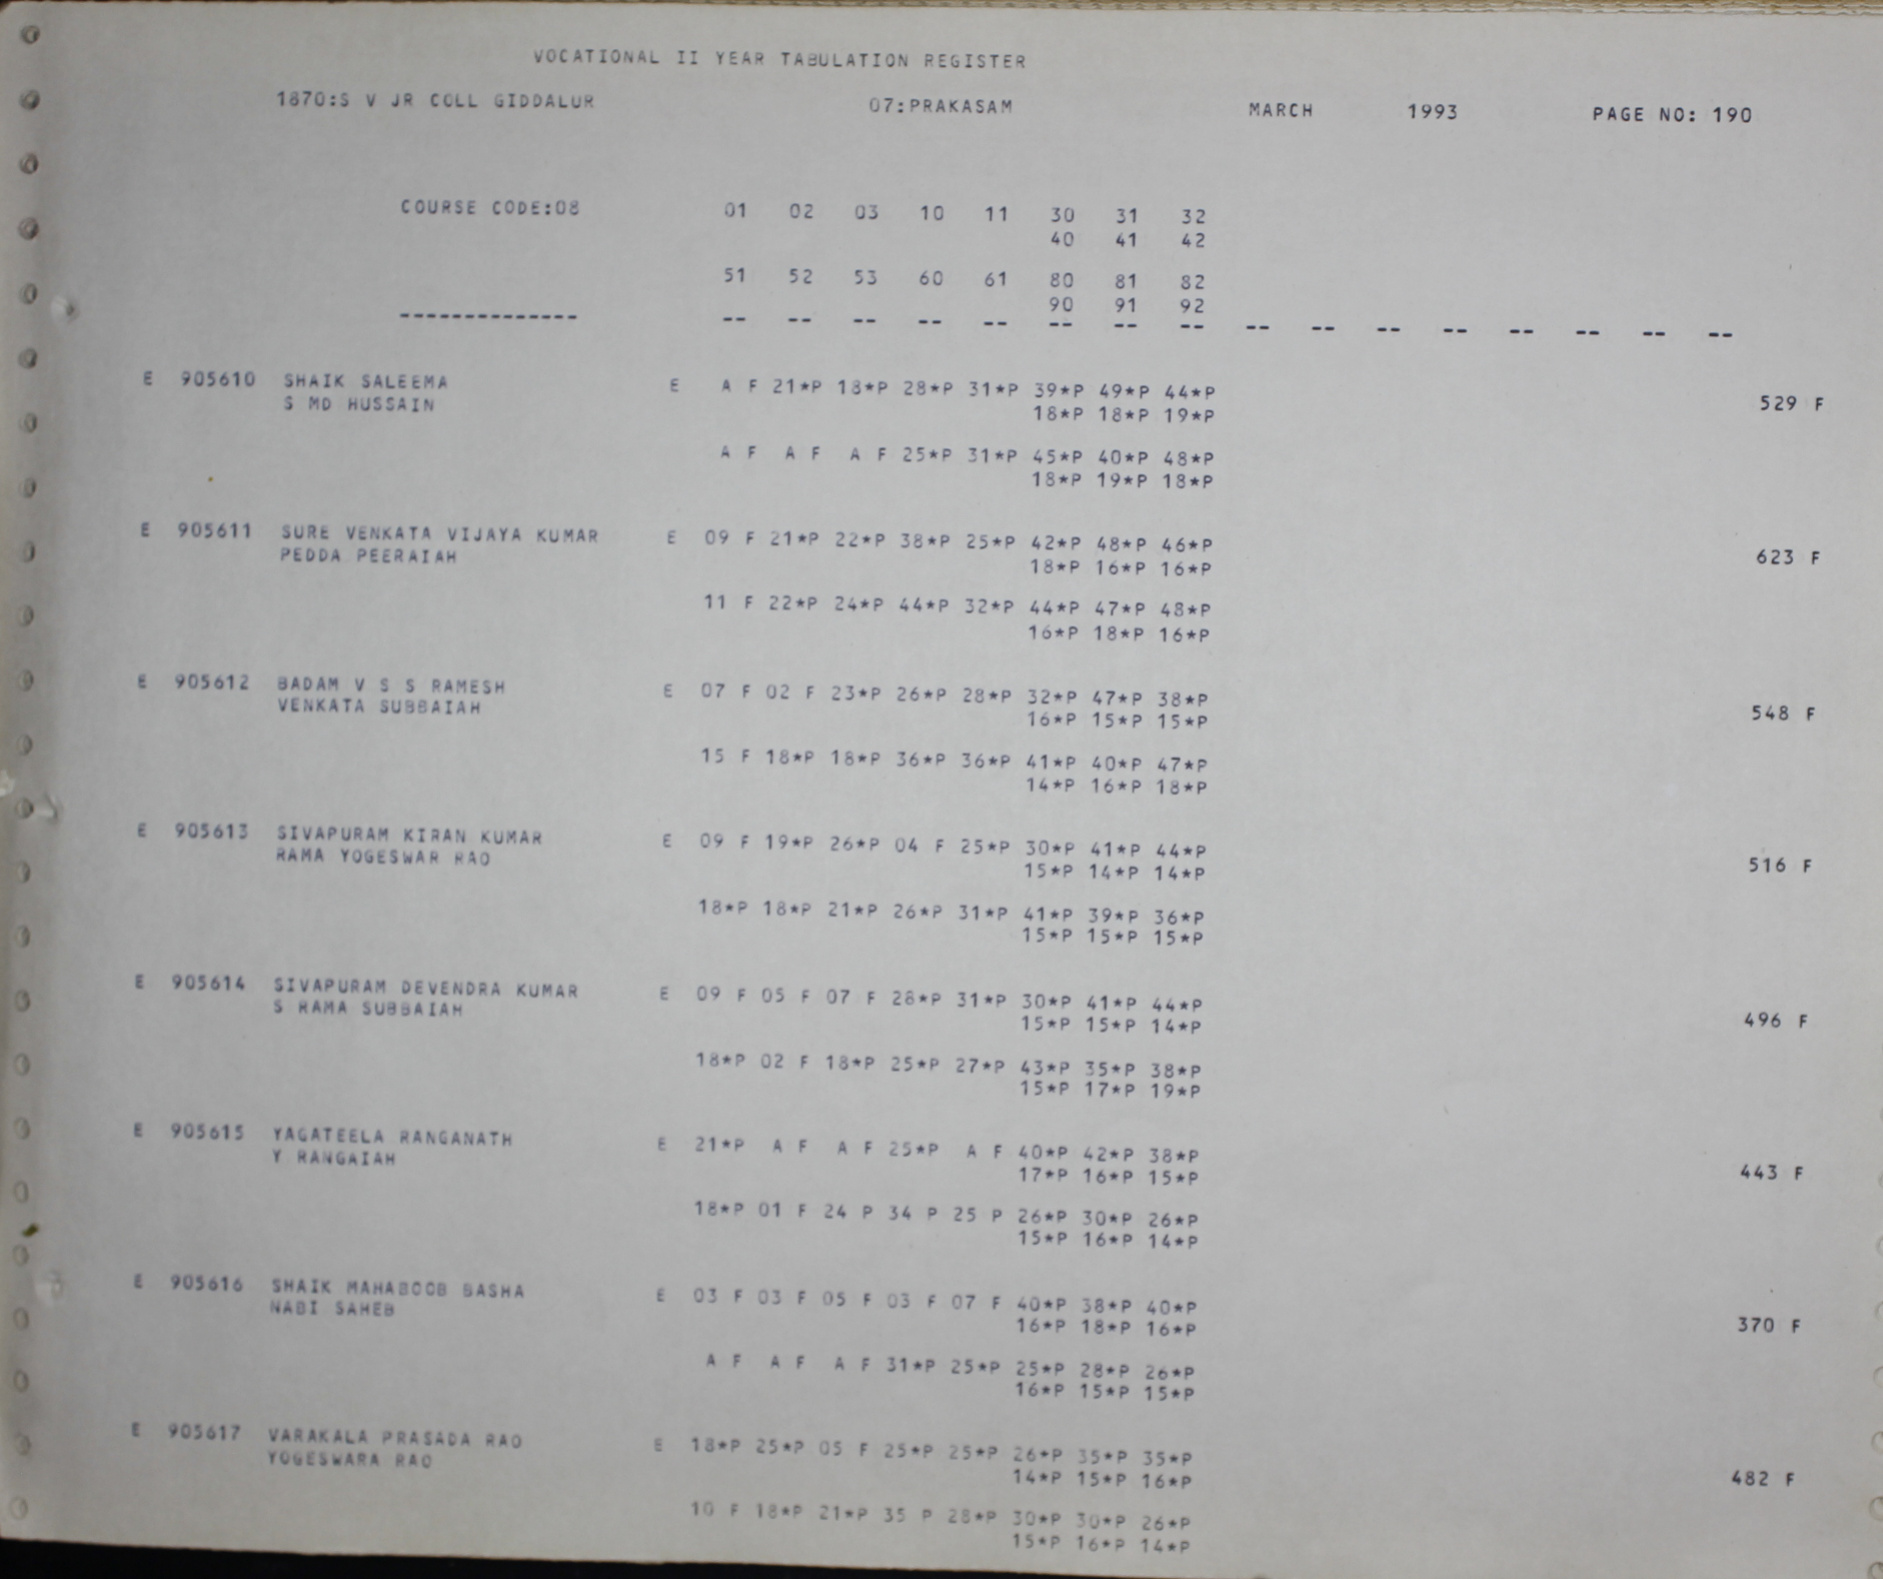 VOCATIONAL II YEAR TABULATION REGISTER
1870:S V JR COLL GIDDALUR 07:PRAKASAM MARCH 1993 PAGE NO: 190
COURSE CODE:08 01 02 03 10 11 30 31 32
40 41 42
51 52 53 60 61 80 81 82
90 91 92
-------------- -- -- -- -- -- -- -- -- -- -- -- -- -- -- -- --
E 905610 SHAIK SALEEMA E A F 21*P 18*P 28*P 31*P 39*P 49*P 44*P
S MD HUSSAIN 18*P 18*P 19*P 529 F
A F A F A F 25*P 31*P 45*P 40*P 48*P
18*P 19*P 18*P
E 905611 SURE VENKATA VIJAYA KUMAR E 09 F 21*P 22*P 38*P 25*P 42*P 48*P 46*P
PEDDA PEERAIAH 18*P 16*P 16*P 623 F
11 F 22*P 24*P 44*P 32*P 44*P 47*P 48*P
16*P 18*P 16*P
E 905612 BADAM V S S RAMESH E 07 F 02 F 23*P 26*P 28*P 32*P 47*P 38*P
VENKATA SUBBAIAH 16*P 15*P 15*P 548 F
15 F 18*P 18*P 36*P 36*P 41*P 40*P 47*P
14*P 16*P 18*P
E 905613 SIVAPURAM KIRAN KUMAR E 09 F 19*P 26*P 04 F 25*P 30*P 41*P 44*P
RAMA YOGESWAR RAO 15*P 14*P 14*P 516 F
18*P 18*P 21*P 26*P 31*P 41*P 39*P 36*P
15*P 15*P 15*P
E 905614 SIVAPURAM DEVENDRA KUMAR E 09 F 05 F 07 F 28*P 31*P 30*P 41*P 44*P
S RAMA SUBBAIAH 15*P 15*P 14*P 496 F
18*P 02 F 18*P 25*P 27*P 43*P 35*P 38*P
15*P 17*P 19*P
E 905615 YAGATEELA RANGANATH E 21*P A F A F 25*P A F 40*P 42*P 38*P
Y RANGAIAH 17*P 16*P 15*P 443 F
18*P 01 F 24 P 34 P 25 P 26*P 30*P 26*P
15*P 16*P 14*P
E 905616 SHAIK MAHABOOB BASHA E 03 F 03 F 05 F 03 F 07 F 40*P 38*P 40*P
NABI SAHEB 16*P 18*P 16*P 370 F
A F A F A F 31*P 25*P 25*P 28*P 26*P
16*P 15*P 15*P
E 905617 VARAKALA PRASADA RAO E 18*P 25*P 05 F 25*P 25*P 26*P 35*P 35*P
YOGESWARA RAO 14*P 15*P 16*P 482 F
10 F 18*P 21*P 35 P 28*P 30*P 30*P 26*P
15*P 16*P 14*P